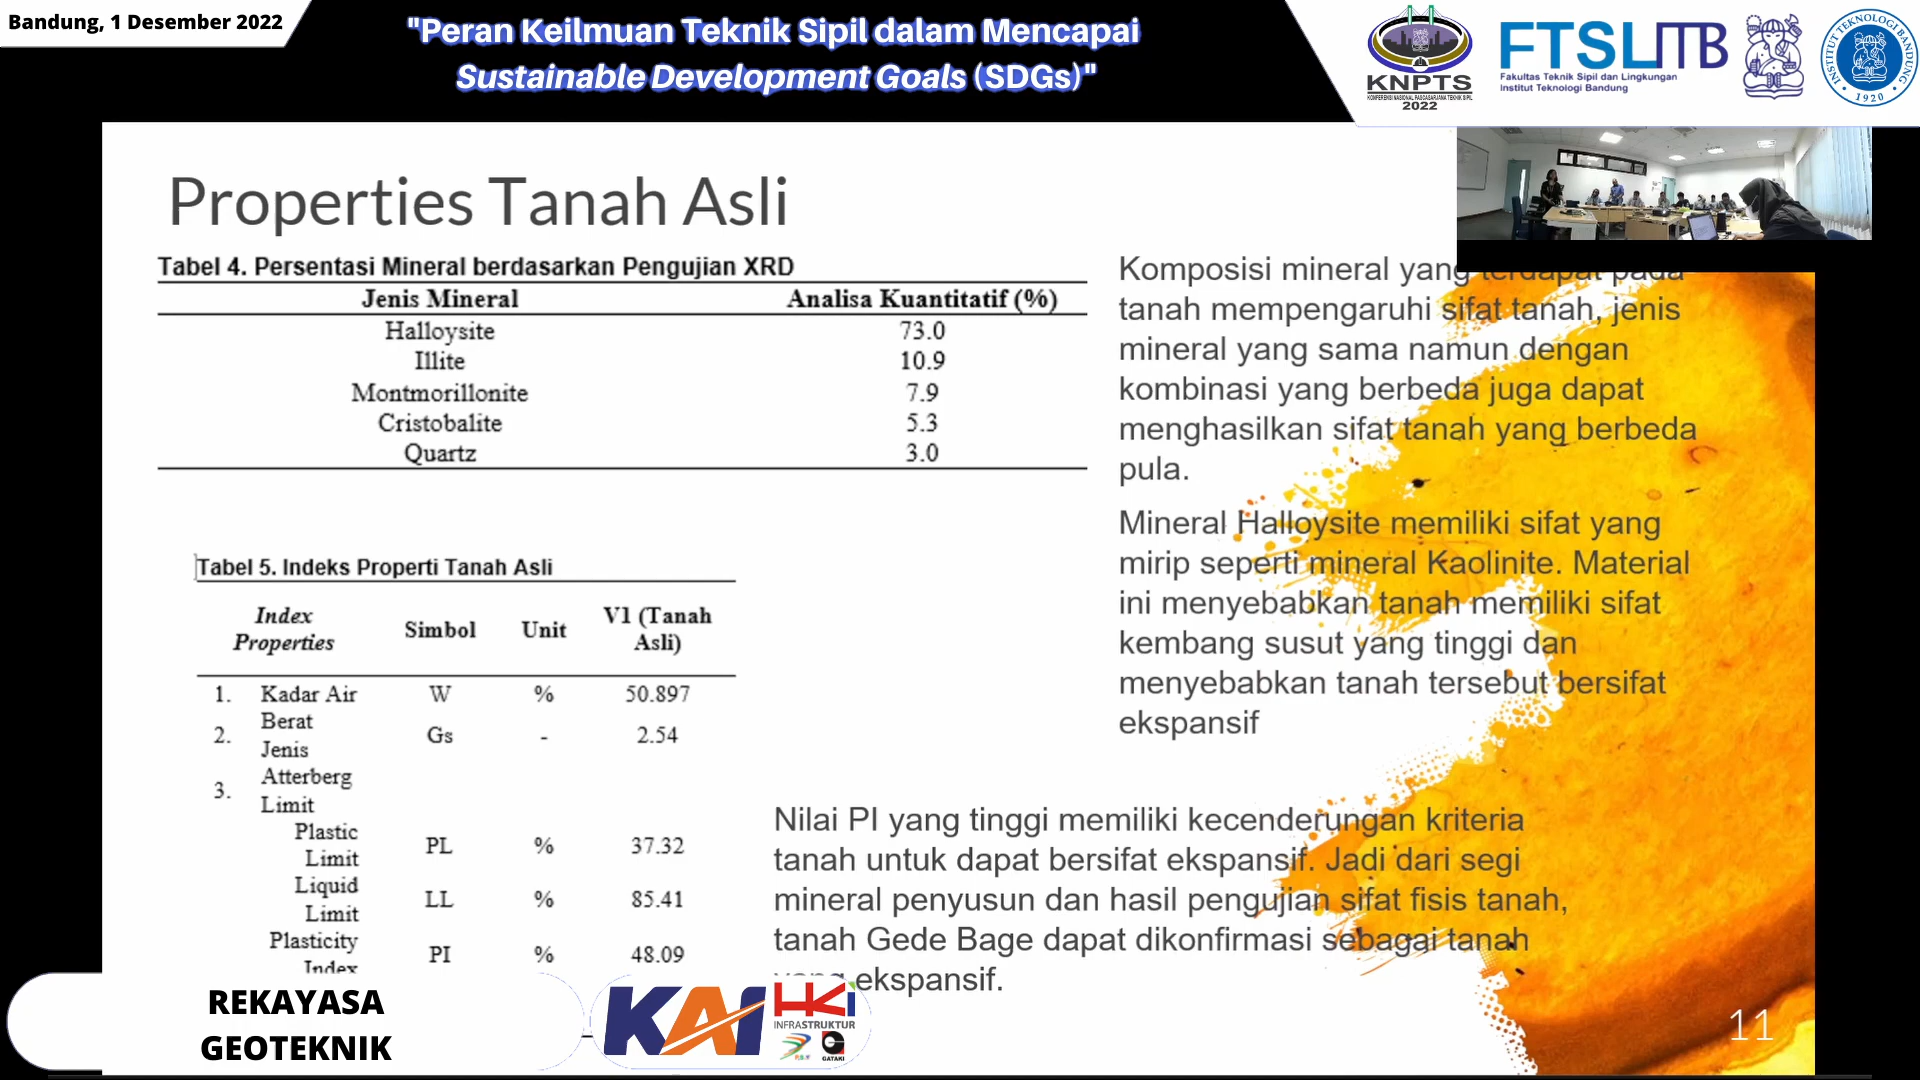 Bandung, 1 Desember 2022
"Peran Keilmuan Teknik Sipil dalam Mencapai
Sustainable Development Goals (SDGs)"
KNPTS
KONFERENSI NASIONAL PASCASARJANA TEKNIK SIPIL
2022
FTSLITB
Fakultas Teknik Sipil dan Lingkungan
Institut Teknologi Bandung
INSTITUT TEKNOLOGI BANDUNG
1920
Properties Tanah Asli
Tabel 4. Persentasi Mineral berdasarkan Pengujian XRD
Jenis Mineral Analisa Kuantitatif (%)
Halloysite 73.0
Illite 10.9
Montmorillonite 7.9
Cristobalite 5.3
Quartz 3.0
Komposisi mineral yang terdapat pada
tanah mempengaruhi sifat tanah, jenis
mineral yang sama namun dengan
kombinasi yang berbeda juga dapat
menghasilkan sifat tanah yang berbeda
pula.
Mineral Halloysite memiliki sifat yang
mirip seperti mineral Kaolinite. Material
ini menyebabkan tanah memiliki sifat
kembang susut yang tinggi dan
menyebabkan tanah tersebut bersifat
ekspansif
Tabel 5. Indeks Properti Tanah Asli
Index
Properties Simbol Unit V1 (Tanah
Asli)
1. Kadar Air W % 50.897
2. Berat
Jenis Gs - 2.54
3. Atterberg
Limit
Plastic
Limit PL % 37.32
Liquid
Limit LL % 85.41
Plasticity
Index PI % 48.09
Nilai PI yang tinggi memiliki kecenderungan kriteria
tanah untuk dapat bersifat ekspansif. Jadi dari segi
mineral penyusun dan hasil pengujian sifat fisis tanah,
tanah Gede Bage dapat dikonfirmasi sebagai tanah
yang ekspansif.
11
REKAYASA
GEOTEKNIK
KAI
HKi
INFRASTRUKTUR
GATAKI